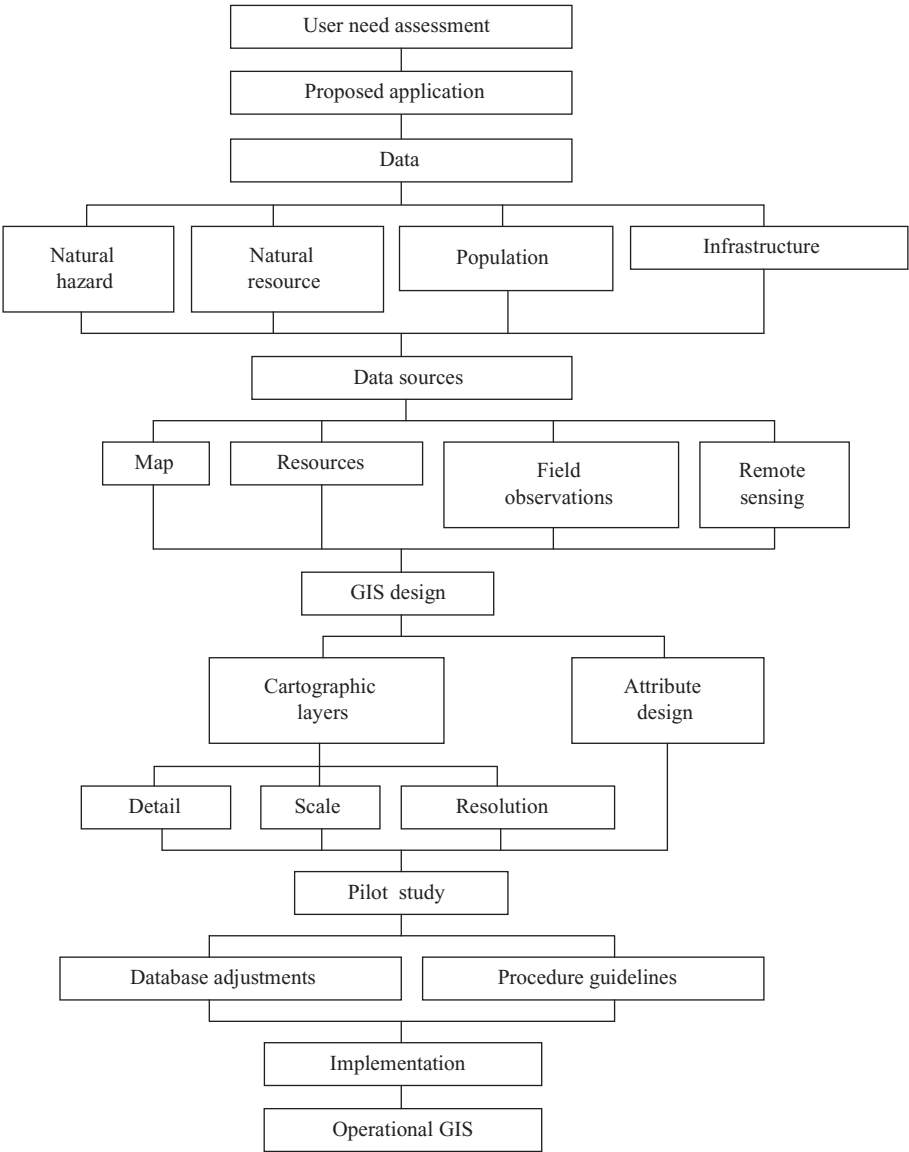 User need assessment
Proposed application
Data
Natural
hazard
Natural
resource
Population
Infrastructure
Data sources
Map
Resources
Field
observations
Remote
sensing
GIS design
Cartographic
layers
Attribute
design
Detail
Scale
Resolution
Pilot study
Database adjustments
Procedure guidelines
Implementation
Operational GIS